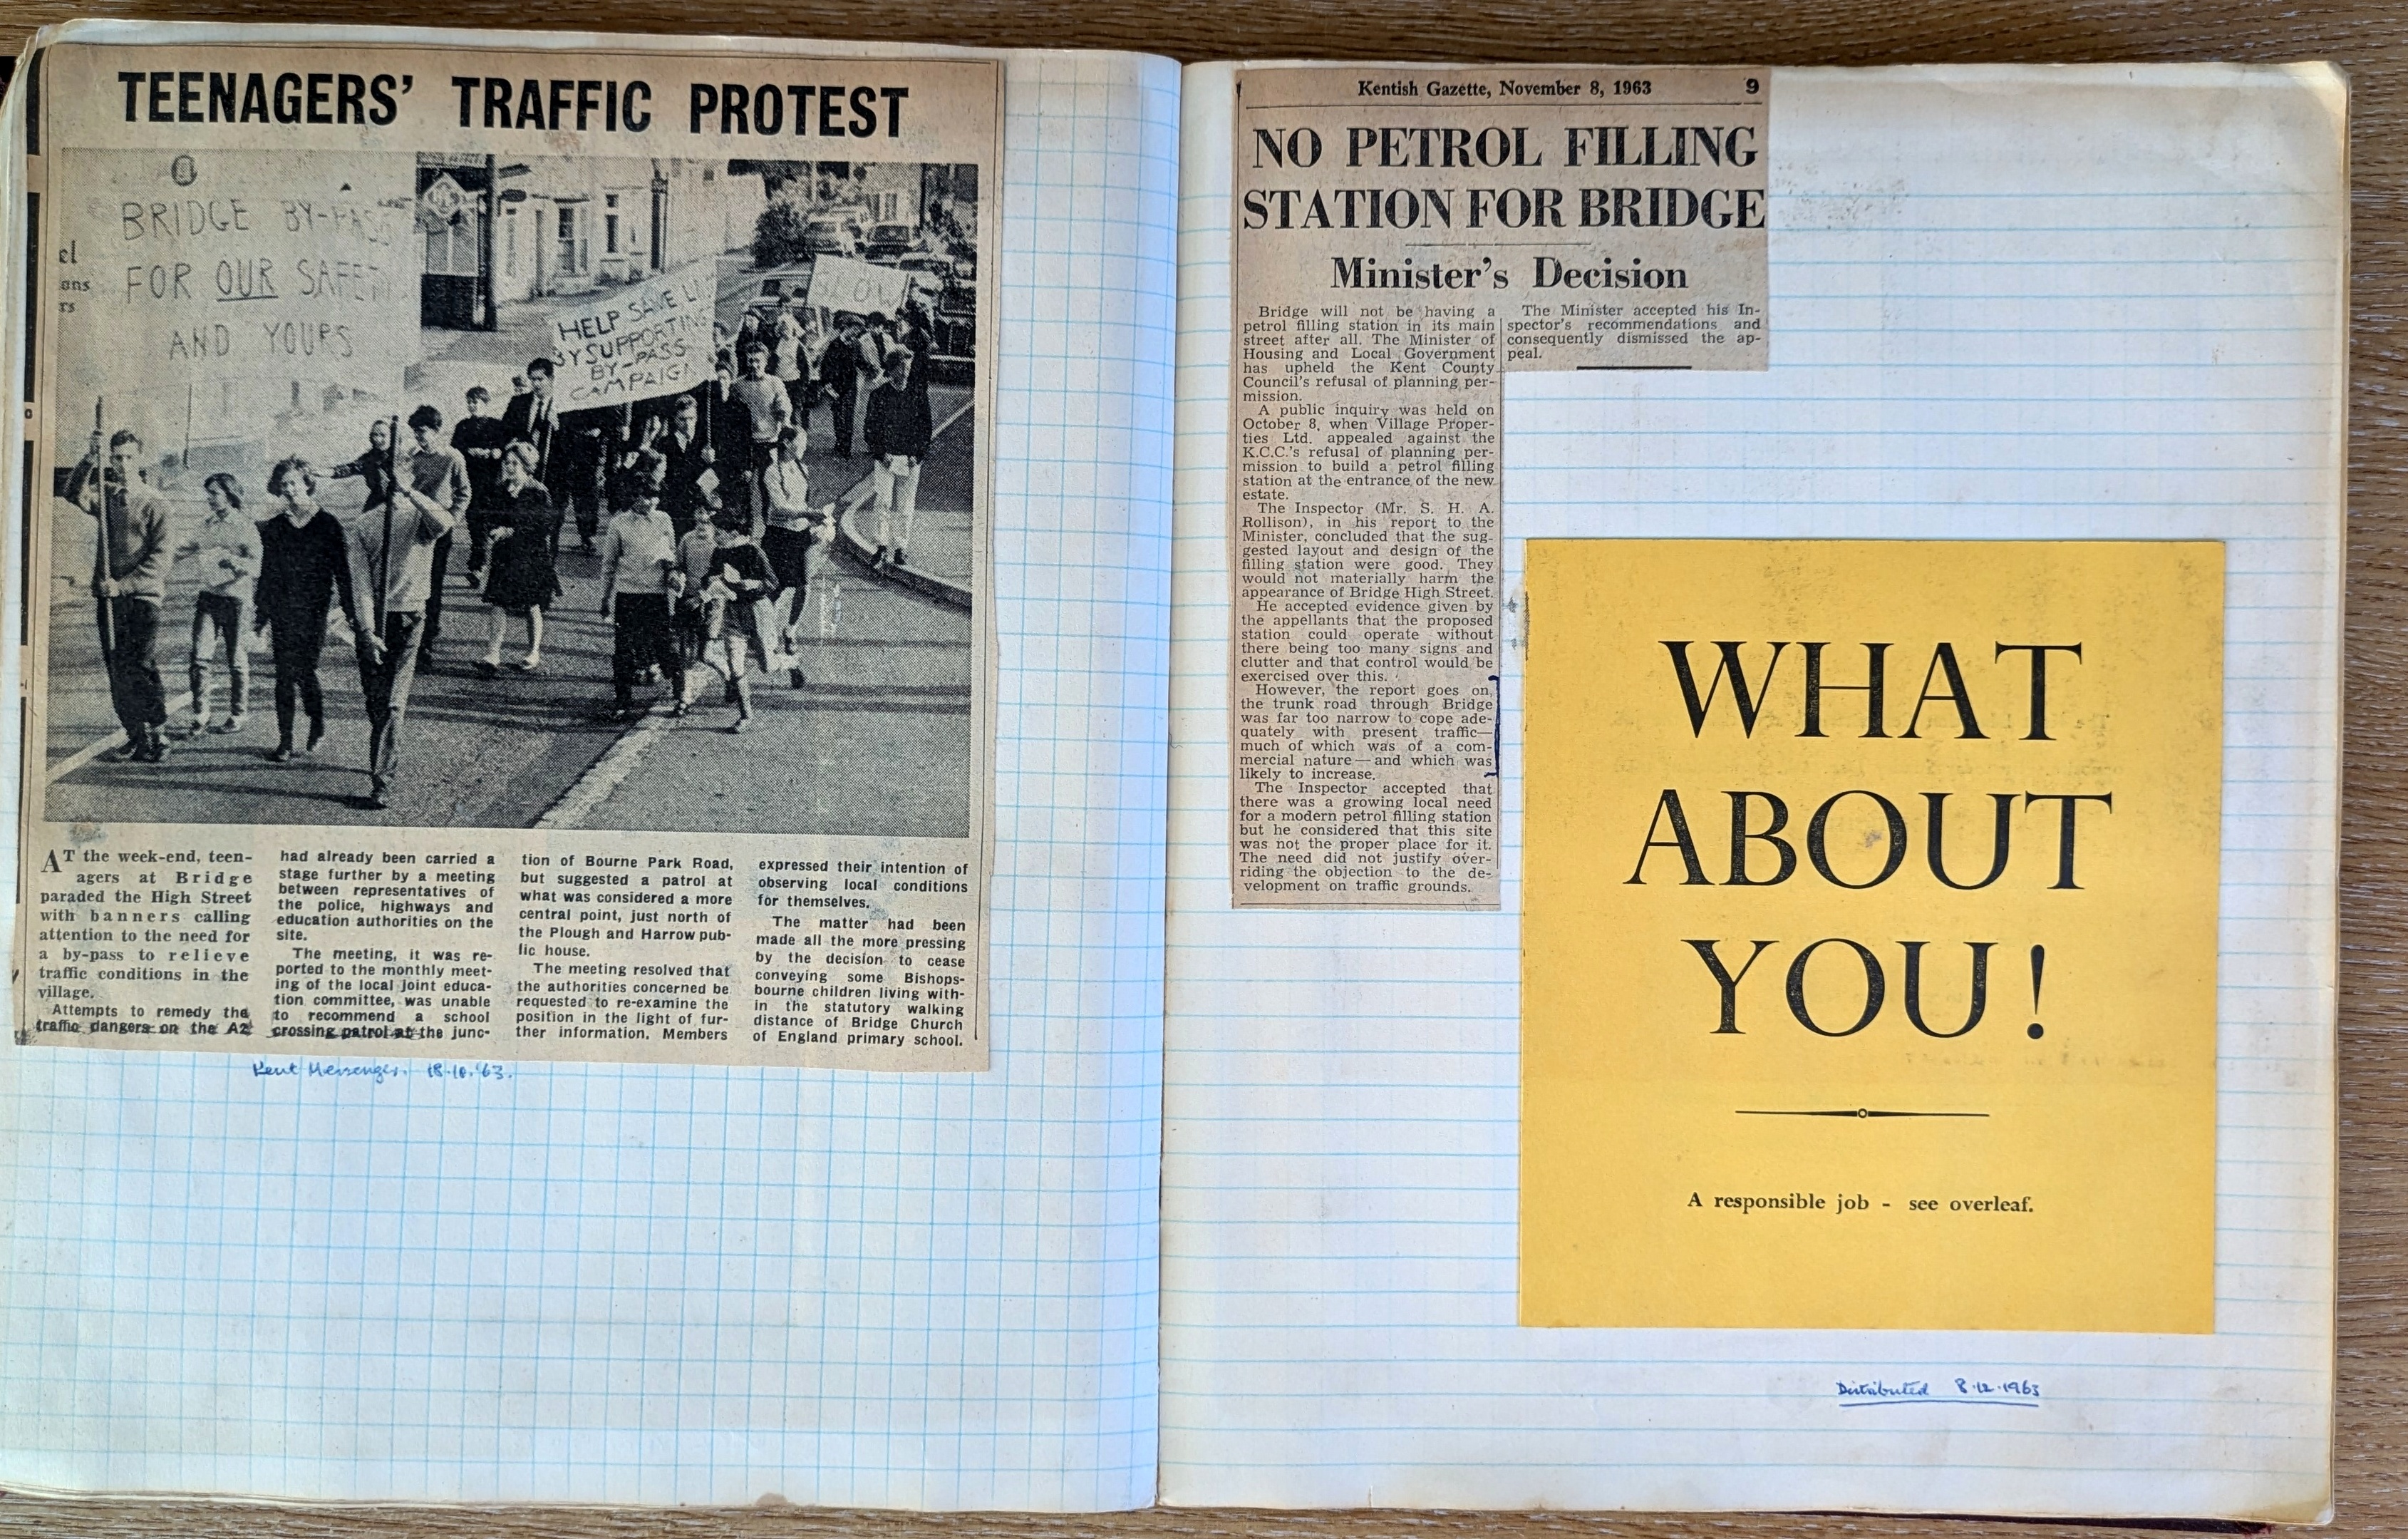 TEENAGERS' TRAFFIC PROTEST
BRIDGE BY-PASS
FOR OUR SAFETY
AND YOURS
el
ans
rs
HELP SAVE LI
BY SUPPORTING
BY-PASS
CAMPAIGN
SLOW
AT the week-end, teen-
agers at Bridge
paraded the High Street
with banners calling
attention to the need for
a by-pass to relieve
traffic conditions in the
village.
Attempts to remedy the
traffic dangers on the A2
had already been carried a
stage further by a meeting
between representatives of
the police, highways and
education authorities on the
site.
The meeting, it was re-
ported to the monthly meet-
ing of the local joint educa-
tion committee, was unable
to recommend a school
crossing patrol at the junc-
tion of Bourne Park Road,
but suggested a patrol at
what was considered a more
central point, just north of
the Plough and Harrow pub-
lic house.
The meeting resolved that
the authorities concerned be
requested to re-examine the
position in the light of fur-
ther information. Members
expressed their intention of
observing local conditions
for themselves.
The matter had been
made all the more pressing
by the decision to cease
conveying some Bishops-
bourne children living with-
in the statutory walking
distance of Bridge Church
of England primary school.
Kent Messenger. 18.10.'63.
Kentish Gazette, November 8, 1963 9
NO PETROL FILLING
STATION FOR BRIDGE
Minister's Decision
Bridge will not be having a
petrol filling station in its main
street after all. The Minister of
Housing and Local Government
has upheld the Kent County
Council's refusal of planning per-
mission.
A public inquiry was held on
October 8, when Village Proper-
ties Ltd. appealed against the
K.C.C.'s refusal of planning per-
mission to build a petrol filling
station at the entrance of the new
estate.
The Inspector (Mr. S. H. A.
Rollison), in his report to the
Minister, concluded that the sug-
gested layout and design of the
filling station were good. They
would not materially harm the
appearance of Bridge High Street.
He accepted evidence given by
the appellants that the proposed
station could operate without
there being too many signs and
clutter and that control would be
exercised over this.
However, the report goes on,
the trunk road through Bridge
was far too narrow to cope ade-
quately with present traffic—
much of which was of a com-
mercial nature—and which was
likely to increase.
The Inspector accepted that
there was a growing local need
for a modern petrol filling station
but he considered that this site
was not the proper place for it.
The need did not justify over-
riding the objection to the de-
velopment on traffic grounds.
The Minister accepted his In-
spector's recommendations and
consequently dismissed the ap-
peal.
WHAT
ABOUT
YOU!
A responsible job - see overleaf.
Distributed 8.12.1963